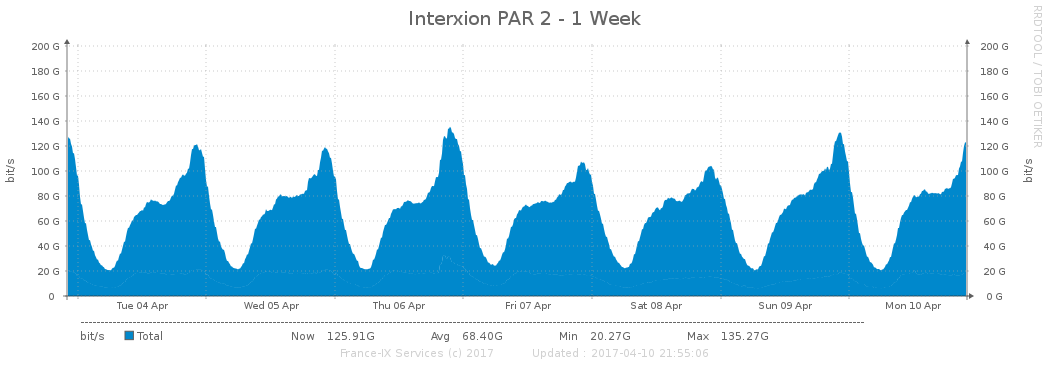 Interxion PAR 2 - 1 Week
RRDTOOL / TOBI OETIKER
200 G 200 G
180 G 180 G
160 G 160 G
140 G 140 G
120 G 120 G
100 G 100 G
80 G 80 G
60 G 60 G
40 G 40 G
20 G 20 G
0 0 G
bit/s bit/s
Tue 04 Apr Wed 05 Apr Thu 06 Apr Fri 07 Apr Sat 08 Apr Sun 09 Apr Mon 10 Apr
bit/s Total Now 125.91G Avg 68.40G Min 20.27G Max 135.27G
France-IX Services (c) 2017 Updated : 2017-04-10 21:55:06